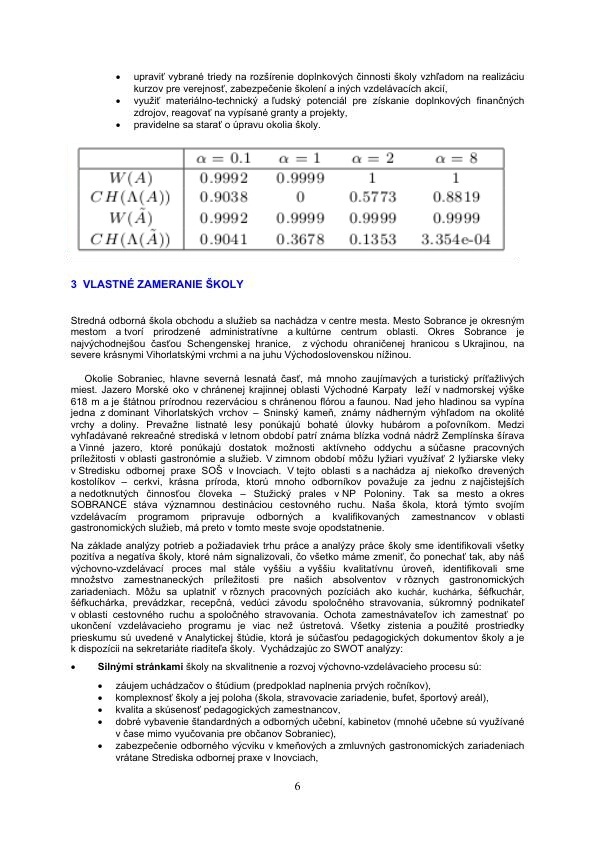 • upraviť vybrané triedy na rozšírenie doplnkových činnosti školy vzhľadom na realizáciu
kurzov pre verejnosť, zabezpečenie školení a iných vzdelávacích akcií,
• využiť materiálno-technický a ľudský potenciál pre získanie doplnkových finančných
zdrojov, reagovať na vypísané granty a projekty,
• pravidelne sa starať o úpravu okolia školy.
α = 0.1 α = 1 α = 2 α = 8
W(A) 0.9992 0.9999 1 1
CH(Λ(A)) 0.9038 0 0.5773 0.8819
W(Ã) 0.9992 0.9999 0.9999 0.9999
CH(Λ(Ã)) 0.9041 0.3678 0.1353 3.354e-04
3 VLASTNÉ ZAMERANIE ŠKOLY
Stredná odborná škola obchodu a služieb sa nachádza v centre mesta. Mesto Sobrance je okresným
mestom a tvorí prirodzené administratívne a kultúrne centrum oblasti. Okres Sobrance je
najvýchodnejšou časťou Schengenskej hranice, z východu ohraničenej hranicou s Ukrajinou, na
severe krásnymi Vihorlatskými vrchmi a na juhu Východoslovenskou nížinou.
Okolie Sobraniec, hlavne severná lesnatá časť, má mnoho zaujímavých a turistický príťažlivých
miest. Jazero Morské oko v chránenej krajinnej oblasti Východné Karpaty leží v nadmorskej výške
618 m a je štátnou prírodnou rezerváciou s chránenou flórou a faunou. Nad jeho hladinou sa vypína
jedna z dominant Vihorlatských vrchov – Sninský kameň, známy nádherným výhľadom na okolité
vrchy a doliny. Prevažne listnaté lesy ponúkajú bohaté úlovky hubárom a poľovníkom. Medzi
vyhľadávané rekreačné strediská v letnom období patrí známa blízka vodná nádrž Zemplínska šírava
a Vinné jazero, ktoré ponúkajú dostatok možností aktívneho oddychu a súčasne pracovných
príležitostí v oblasti gastronómie a služieb. V zimnom období môžu lyžiari využívať 2 lyžiarske vleky
v Stredisku odbornej praxe SOŠ v Inovciach. V tejto oblasti s a nachádza aj niekoľko drevených
kostolíkov – cerkvi, krásna príroda, ktorú mnoho odborníkov považuje za jednu z najčistejších
a nedotknutých činnosťou človeka – Stužický prales v NP Poloniny. Tak sa mesto a okres
SOBRANCE stáva významnou destináciou cestovného ruchu. Naša škola, ktorá týmto svojím
vzdelávacím programom pripravuje odborných a kvalifikovaných zamestnancov v oblasti
gastronomických služieb, má preto v tomto meste svoje opodstatnenie.
Na základe analýzy potrieb a požiadaviek trhu práce a analýzy práce školy sme identifikovali všetky
pozitíva a negatíva školy, ktoré nám signalizovali, čo všetko máme zmeniť, čo ponechať tak, aby náš
výchovno-vzdelávací proces mal stále vyššiu a vyššiu kvalitatívnu úroveň, identifikovali sme
množstvo zamestnaneckých príležitosti pre našich absolventov v rôznych gastronomických
zariadeniach. Môžu sa uplatniť v rôznych pracovných pozíciách ako kuchár, kuchárka, šéfkuchár,
šéfkuchárka, prevádzkar, recepčná, vedúci závodu spoločného stravovania, súkromný podnikateľ
v oblasti cestovného ruchu a spoločného stravovania. Ochota zamestnávateľov ich zamestnať po
ukončení vzdelávacieho programu je viac než ústretová. Všetky zistenia a použité prostriedky
prieskumu sú uvedené v Analytickej štúdie, ktorá je súčasťou pedagogických dokumentov školy a je
k dispozícii na sekretariáte riaditeľa školy. Vychádzajúc zo SWOT analýzy:
• Silnými stránkami školy na skvalitnenie a rozvoj výchovno-vzdelávacieho procesu sú:
• záujem uchádzačov o štúdium (predpoklad naplnenia prvých ročníkov),
• komplexnosť školy a jej poloha (škola, stravovacie zariadenie, bufet, športový areál),
• kvalita a skúsenosť pedagogických zamestnancov,
• dobré vybavenie štandardných a odborných učební, kabinetov (mnohé učebne sú využívané
v čase mimo vyučovania pre občanov Sobraniec),
• zabezpečenie odborného výcviku v kmeňových a zmluvných gastronomických zariadeniach
vrátane Strediska odbornej praxe v Inovciach,
6